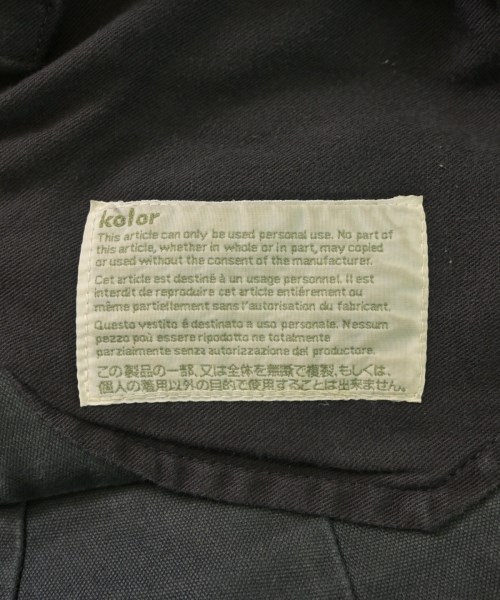 kolor
This article can only be used personal use. No part of
this article, whether in whole or in part, may copied
or used without the consent of the manufacturer.
Cet article est destiné à un usage personnel. Il est
interdit de reproduire cet article entiérement ou
même partiellement sans l'autorisation du fabricant.
Questo vestito é destinato a uso personale. Nessum
pezzo può essere ripodotto ne totalmente
parzialmente senza autorizzazione del productore.
この製品の一部、又は全体を無断で複製、もしくは、
個人の着用以外の目的で使用することは出来ません。